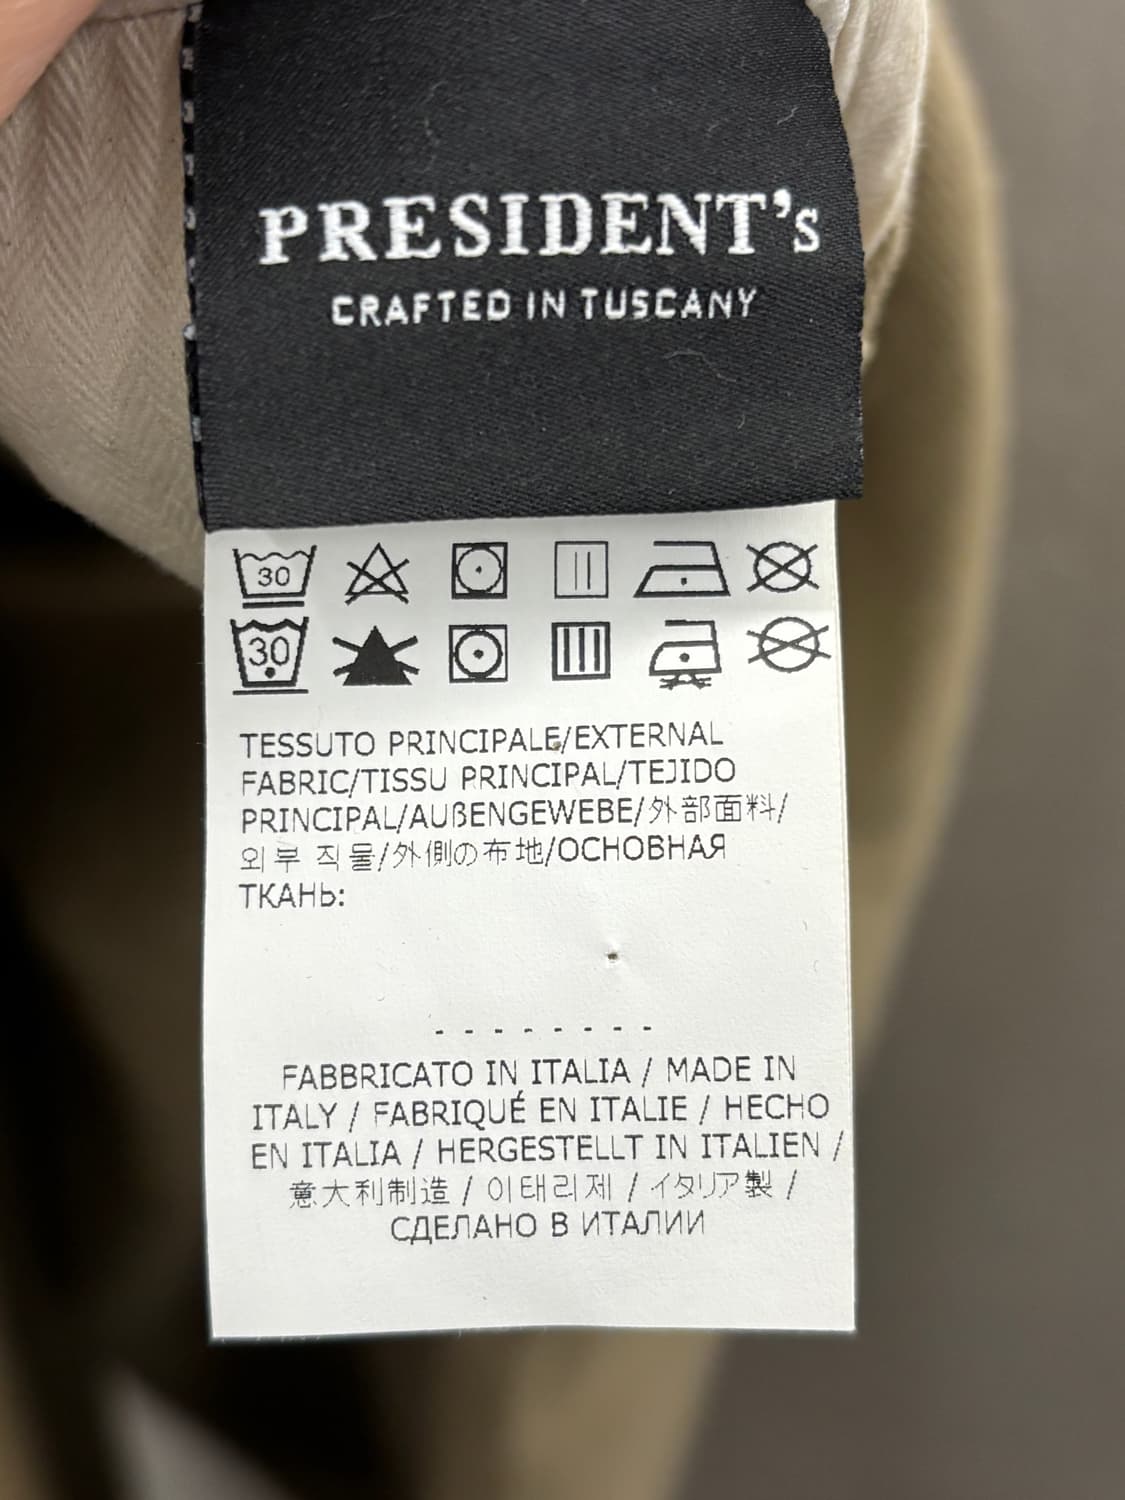 PRESIDENT's
CRAFTED IN TUSCANY
30
30
TESSUTO PRINCIPALE/EXTERNAL
FABRIC/TISSU PRINCIPAL/TEJIDO
PRINCIPAL/AUßENGEWEBE/外部面料/
외부 직물/外側の布地/ОСНОВНАЯ
ТКАНЬ:
- - - - - - - -
FABBRICATO IN ITALIA / MADE IN
ITALY / FABRIQUÉ EN ITALIE / HECHO
EN ITALIA / HERGESTELLT IN ITALIEN /
意大利制造 / 이태리제 / イタリア製 /
СДЕЛАНО В ИТАЛИИ